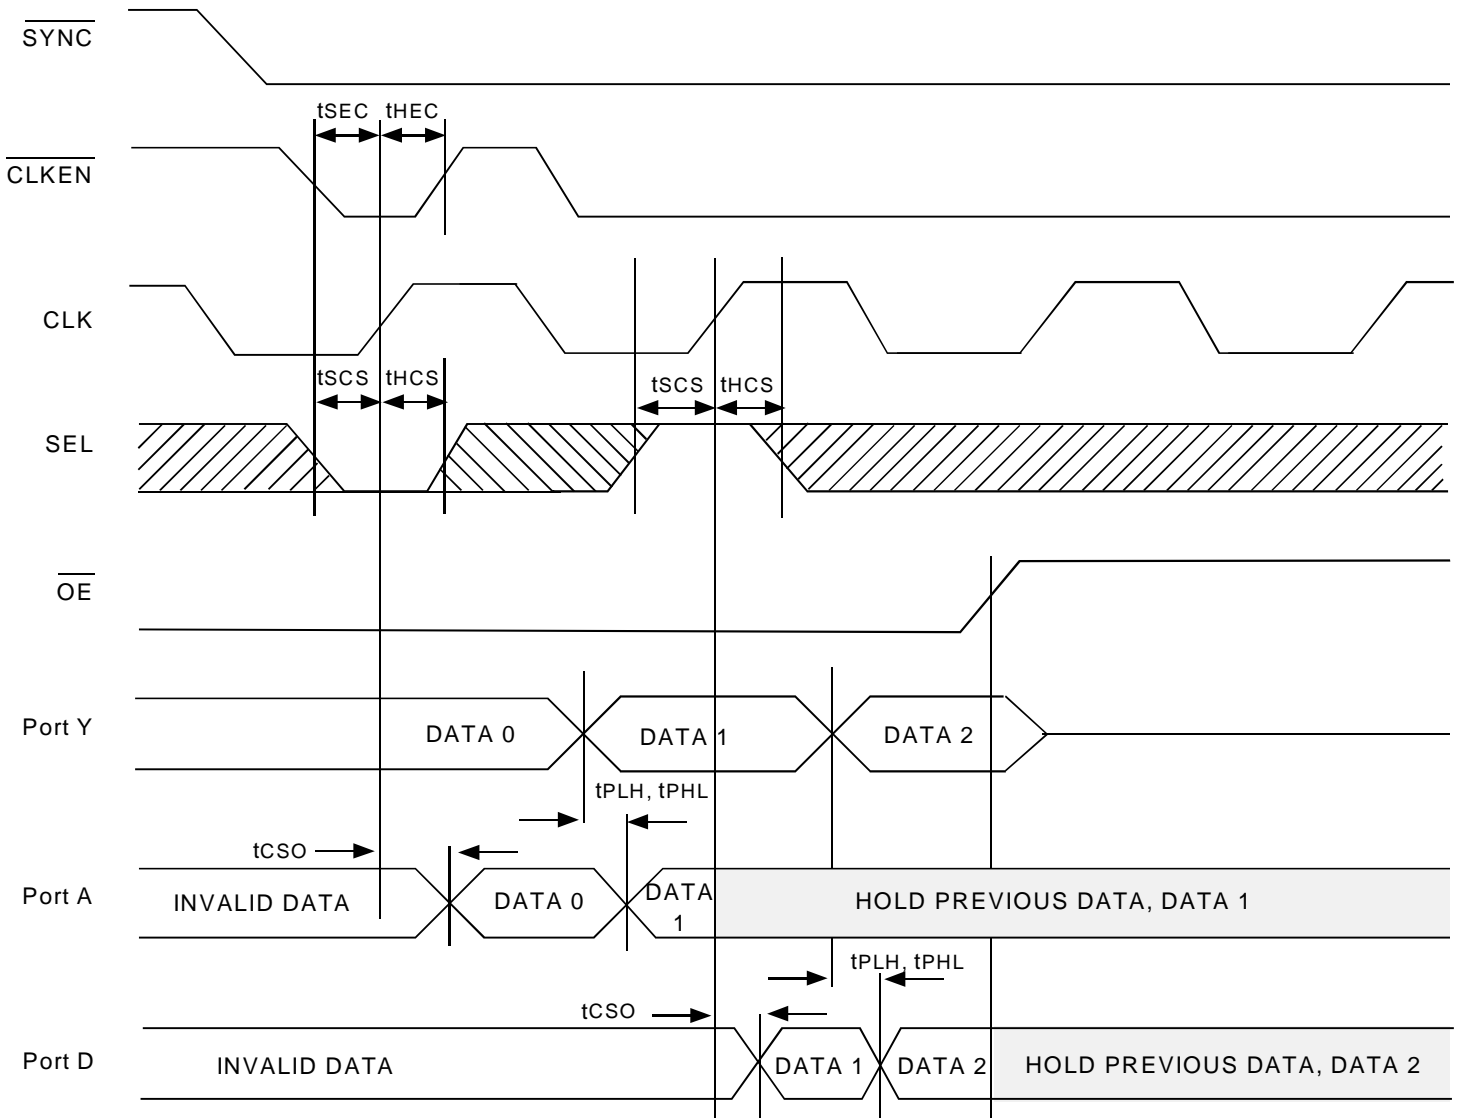 SYNC
tSEC tHEC
CLKEN
CLK
tSCS tHCS
tSCS tHCS
SEL
OE
Port Y
DATA 0
DATA 1
DATA 2
tPLH, tPHL
tCSO
Port A
INVALID DATA
DATA 0
DATA
1
HOLD PREVIOUS DATA, DATA 1
tPLH, tPHL
tCSO
Port D
INVALID DATA
DATA 1
DATA 2
HOLD PREVIOUS DATA, DATA 2